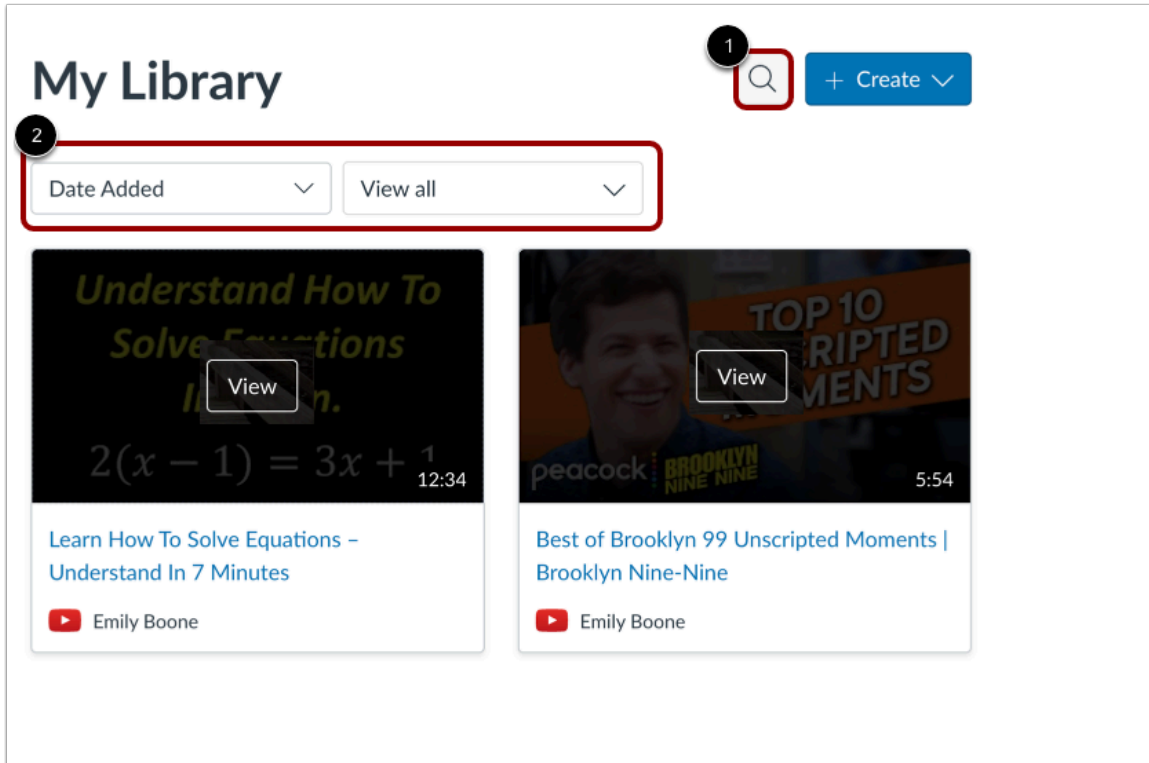 My Library
1
+ Create
2
Date Added
View all
Understand How To
Solve Equations
View
2(x − 1) = 3x + 1
12:34
TOP 10
View
peacock BROOKLYN
NINE NINE
5:54
Learn How To Solve Equations –
Understand In 7 Minutes
Emily Boone
Best of Brooklyn 99 Unscripted Moments |
Brooklyn Nine-Nine
Emily Boone